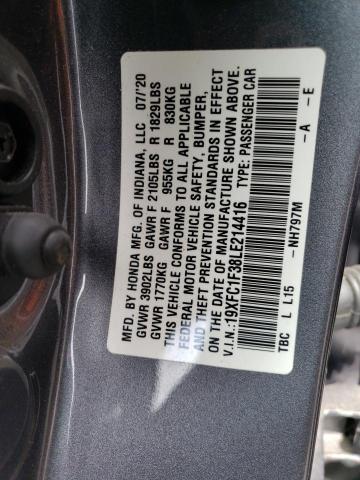 MFD. BY HONDA MFG. OF INDIANA, LLC 07/'20
GVWR 3902LBS GAWR F 2105LBS R 1829LBS
GVWR 1770KG GAWR F 955KG R 830KG
THIS VEHICLE CONFORMS TO ALL APPLICABLE
FEDERAL MOTOR VEHICLE SAFETY, BUMPER,
AND THEFT PREVENTION STANDARDS IN EFFECT
ON THE DATE OF MANUFACTURE SHOWN ABOVE.
V.I.N.: 19XFC1F38LE214416 TYPE: PASSENGER CAR
TBC L L15 -NH797M -A -E